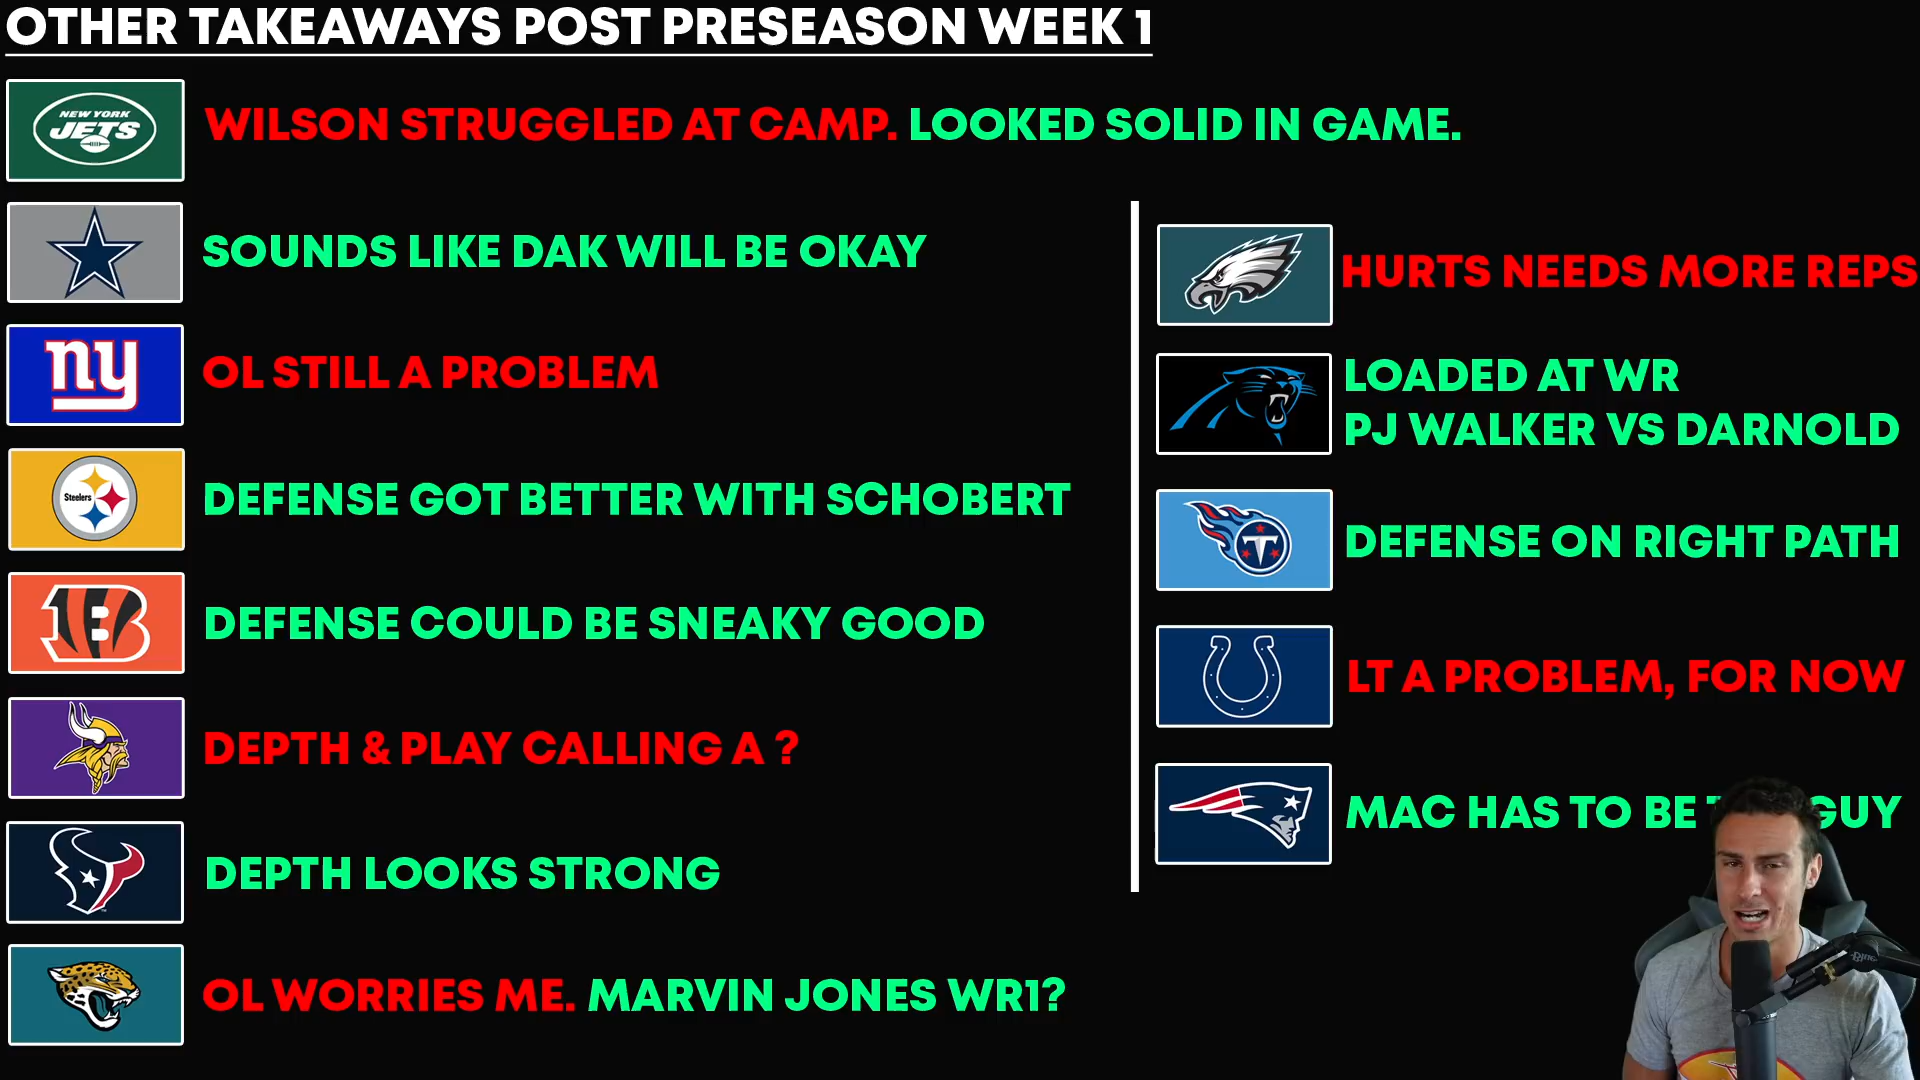 OTHER TAKEAWAYS POST PRESEASON WEEK 1
NEW YORK
JETS
WILSON STRUGGLED AT CAMP. LOOKED SOLID IN GAME.
SOUNDS LIKE DAK WILL BE OKAY
ny
OL STILL A PROBLEM
Steelers
DEFENSE GOT BETTER WITH SCHOBERT
B
DEFENSE COULD BE SNEAKY GOOD
DEPTH & PLAY CALLING A ?
DEPTH LOOKS STRONG
OL WORRIES ME. MARVIN JONES WR1?
HURTS NEEDS MORE REPS
LOADED AT WR
PJ WALKER VS DARNOLD
T
DEFENSE ON RIGHT PATH
LT A PROBLEM, FOR NOW
MAC HAS TO BE GUY